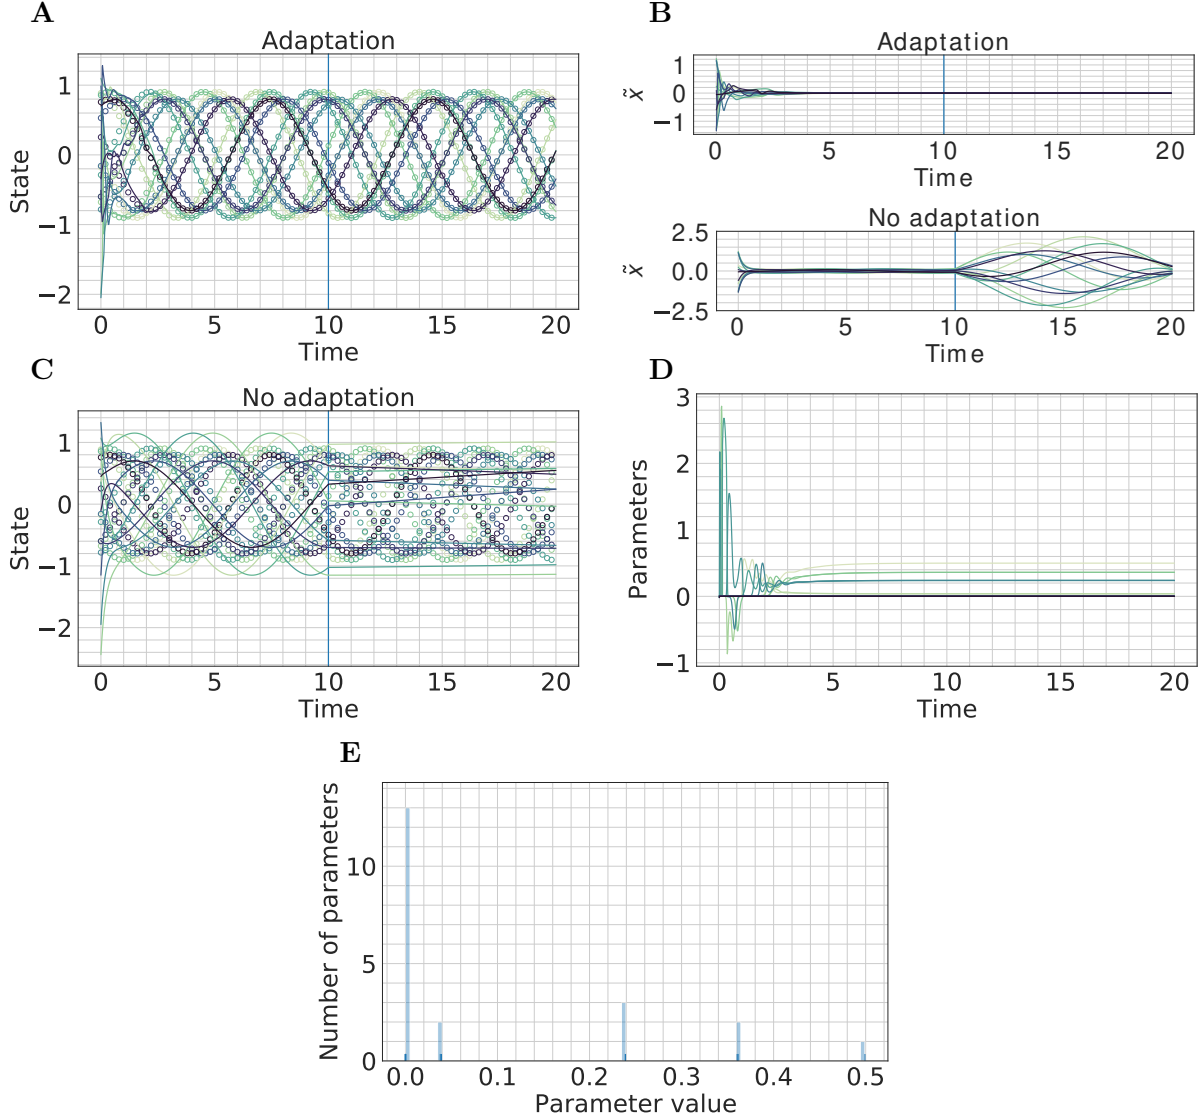 A
Adaptation
State
1
0
−1
−2
0
5
10
15
20
Time
B
Adaptation
x̃
1
0
−1
0
5
10
15
20
Time
No adaptation
x̃
2.5
0.0
−2.5
0
5
10
15
20
Time
C
No adaptation
State
1
0
−1
−2
0
5
10
15
20
Time
D
Parameters
3
2
1
0
−1
0
5
10
15
20
Time
E
Number of parameters
10
5
0
0.0
0.1
0.2
0.3
0.4
0.5
Parameter value